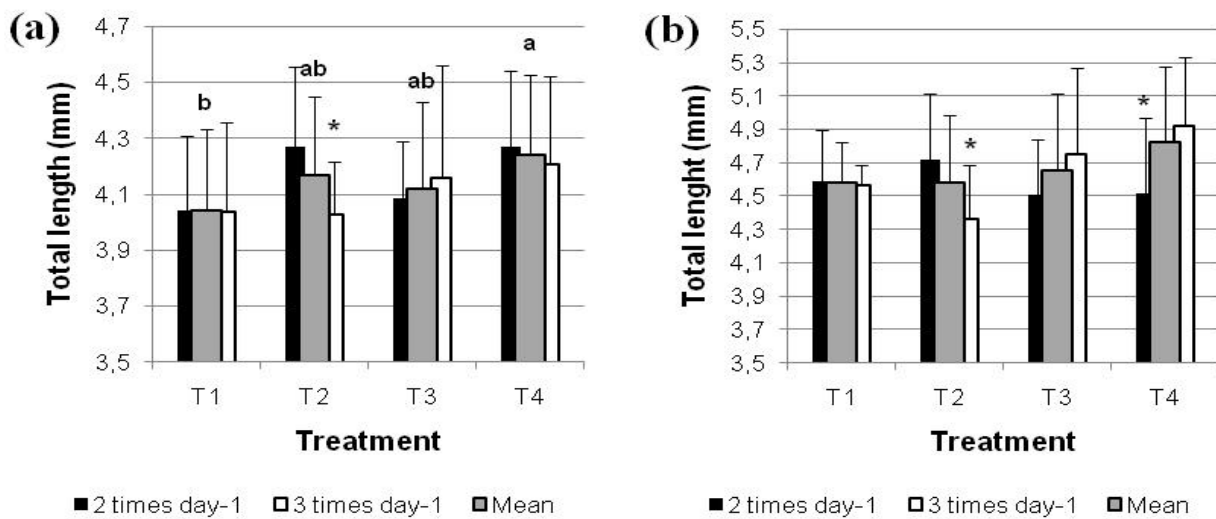 (a)
Total length (mm)
4,7
4,5
4,3
4,1
3,9
3,7
3,5
b
ab
*
ab
a
T1 T2 T3 T4
Treatment
2 times day-1 3 times day-1 Mean
(b)
Total lenght (mm)
5,5
5,3
5,1
4,9
4,7
4,5
4,3
4,1
3,9
3,7
3,5
*
*
T1 T2 T3 T4
Treatment
2 times day-1 3 times day-1 Mean